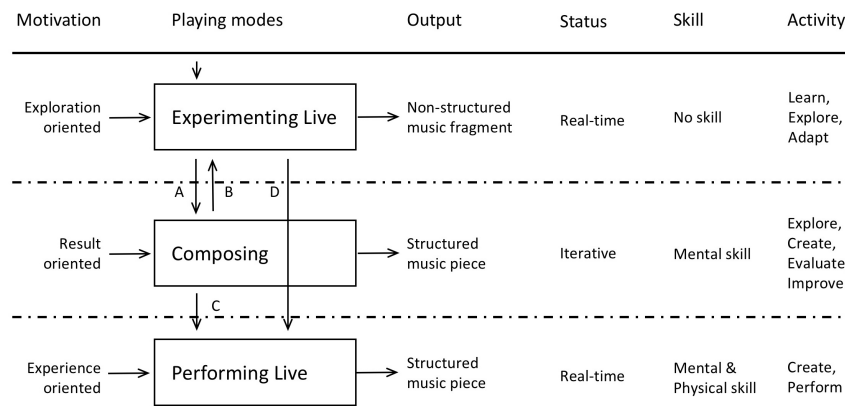 Motivation Playing modes Output Status Skill Activity
Exploration oriented
Experimenting Live
Non-structured music fragment
Real-time
No skill
Learn,
Explore,
Adapt
A B D
Result oriented
Composing
Structured music piece
Iterative
Mental skill
Explore,
Create,
Evaluate
Improve
C
Experience oriented
Performing Live
Structured music piece
Real-time
Mental &
Physical skill
Create,
Perform